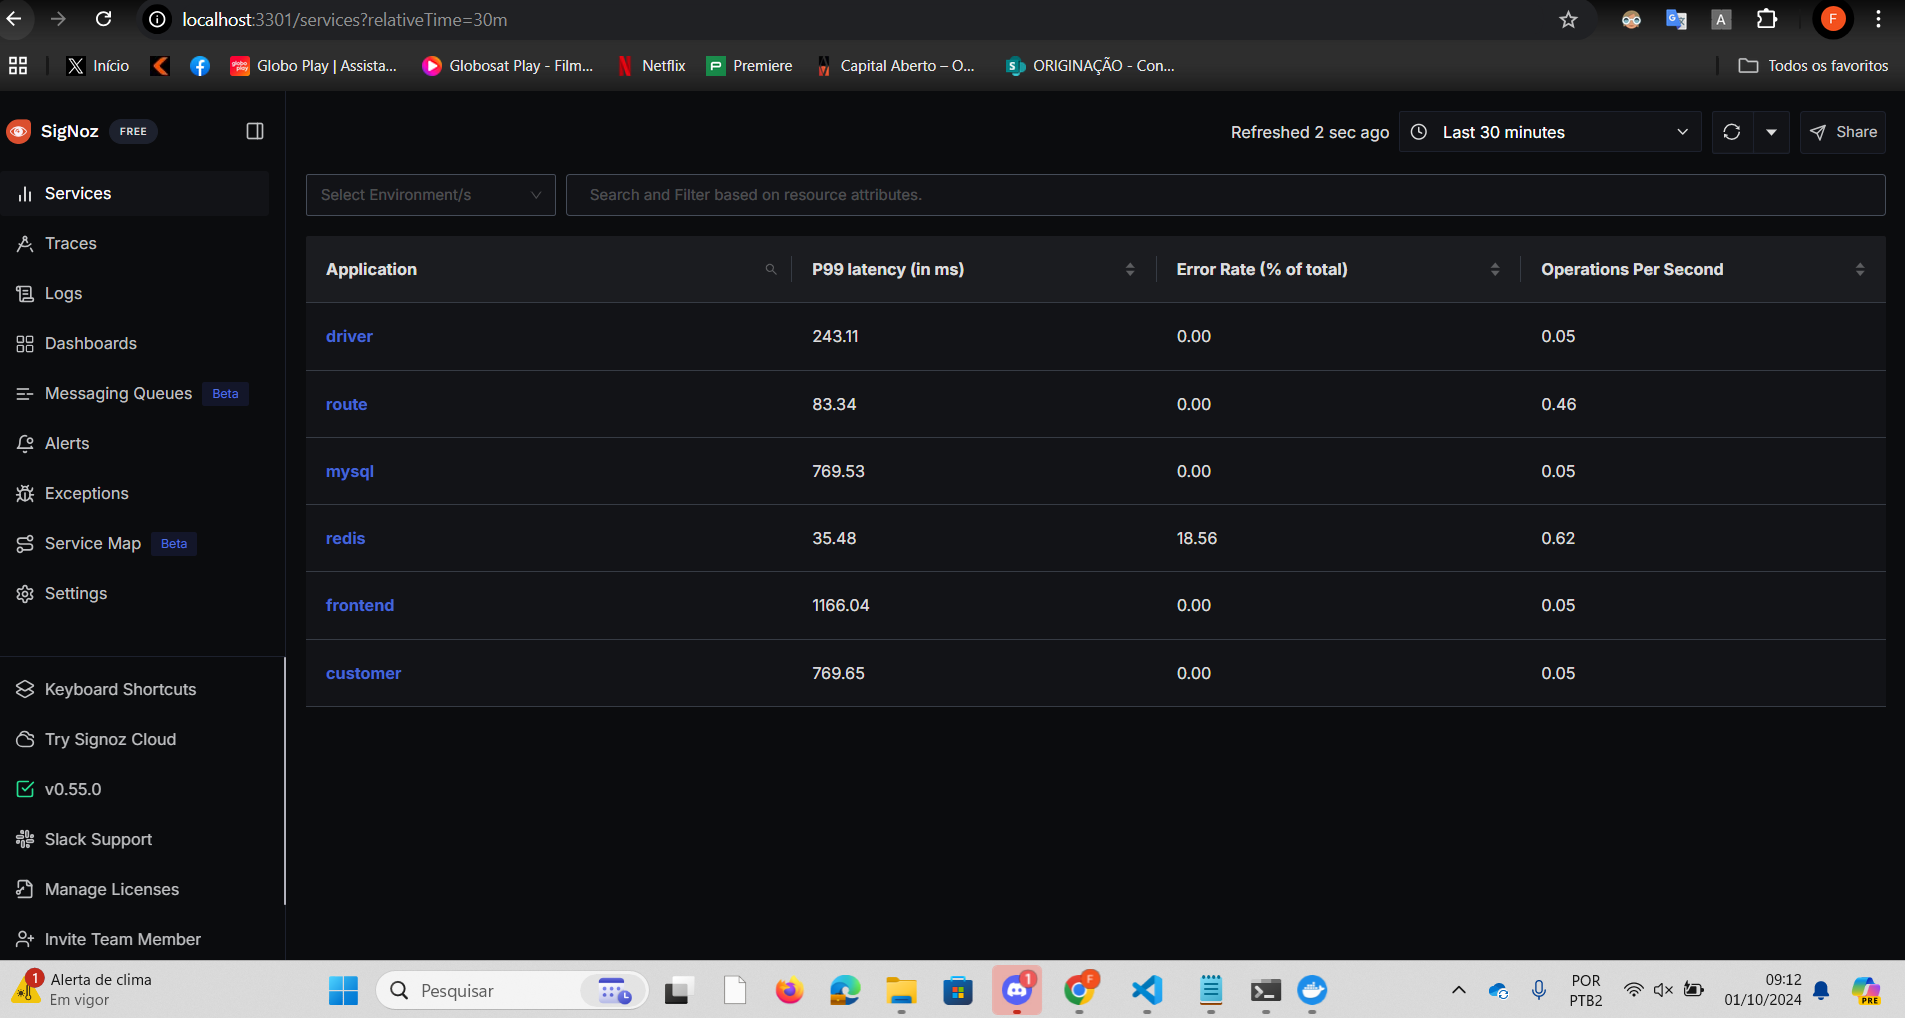 localhost:3301/services?relativeTime=30m
A
F
Início
globo play
Globo Play | Assista...
Globosat Play - Film...
Netflix
Premiere
Capital Aberto – O...
ORIGINAÇÃO - Con...
Todos os favoritos
SigNoz FREE
Refreshed 2 sec ago
Last 30 minutes
Share
Services
Select Environment/s
Search and Filter based on resource attributes.
Traces
Logs
Dashboards
Messaging Queues Beta
Alerts
Exceptions
Service Map Beta
Settings
Application P99 latency (in ms) Error Rate (% of total) Operations Per Second
driver 243.11 0.00 0.05
route 83.34 0.00 0.46
mysql 769.53 0.00 0.05
redis 35.48 18.56 0.62
frontend 1166.04 0.00 0.05
customer 769.65 0.00 0.05
Keyboard Shortcuts
Try Signoz Cloud
v0.55.0
Slack Support
Manage Licenses
Invite Team Member
1
Alerta de clima
Em vigor
Pesquisar
1
F
POR
PTB2
09:12
01/10/2024
PRE